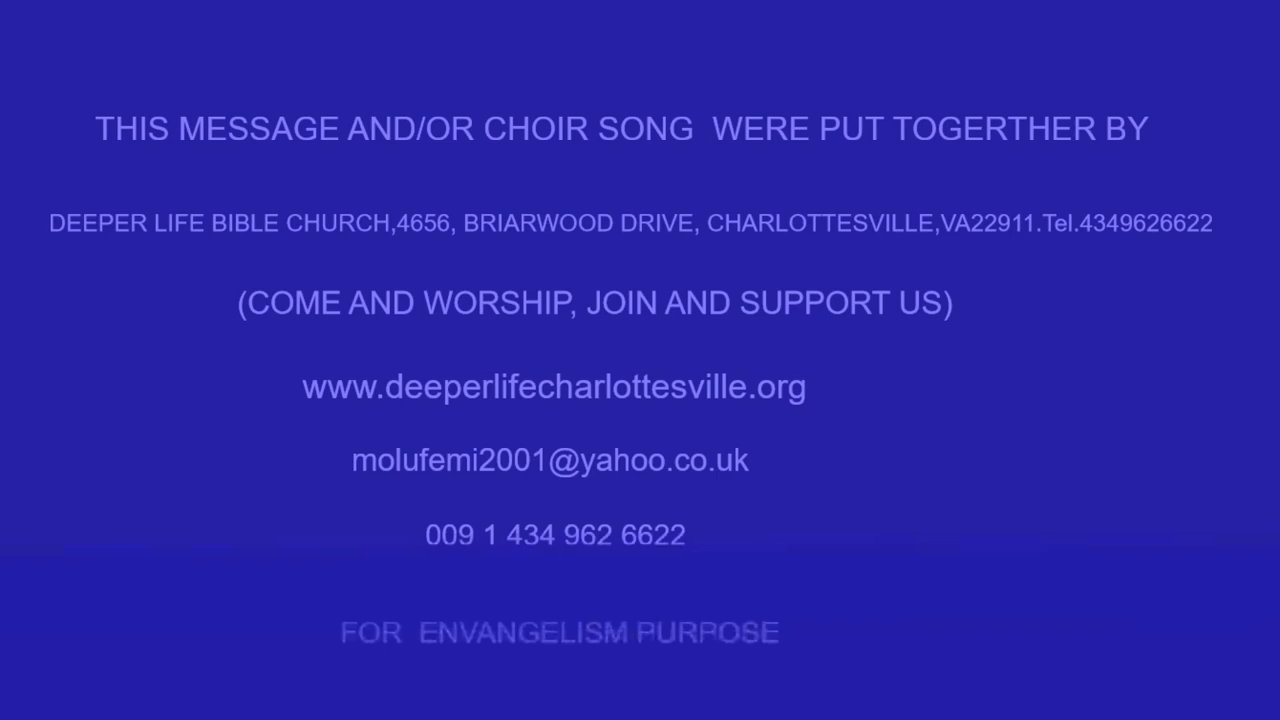 THIS MESSAGE AND/OR CHOIR SONG  WERE PUT TOGERTHER BY
DEEPER LIFE BIBLE CHURCH,4656, BRIARWOOD DRIVE, CHARLOTTESVILLE,VA22911.Tel.4349626622
(COME AND WORSHIP, JOIN AND SUPPORT US)
www.deeperlifecharlottesville.org
molufemi2001@yahoo.co.uk
009 1 434 962 6622
FOR  ENVANGELISM PURPOSE